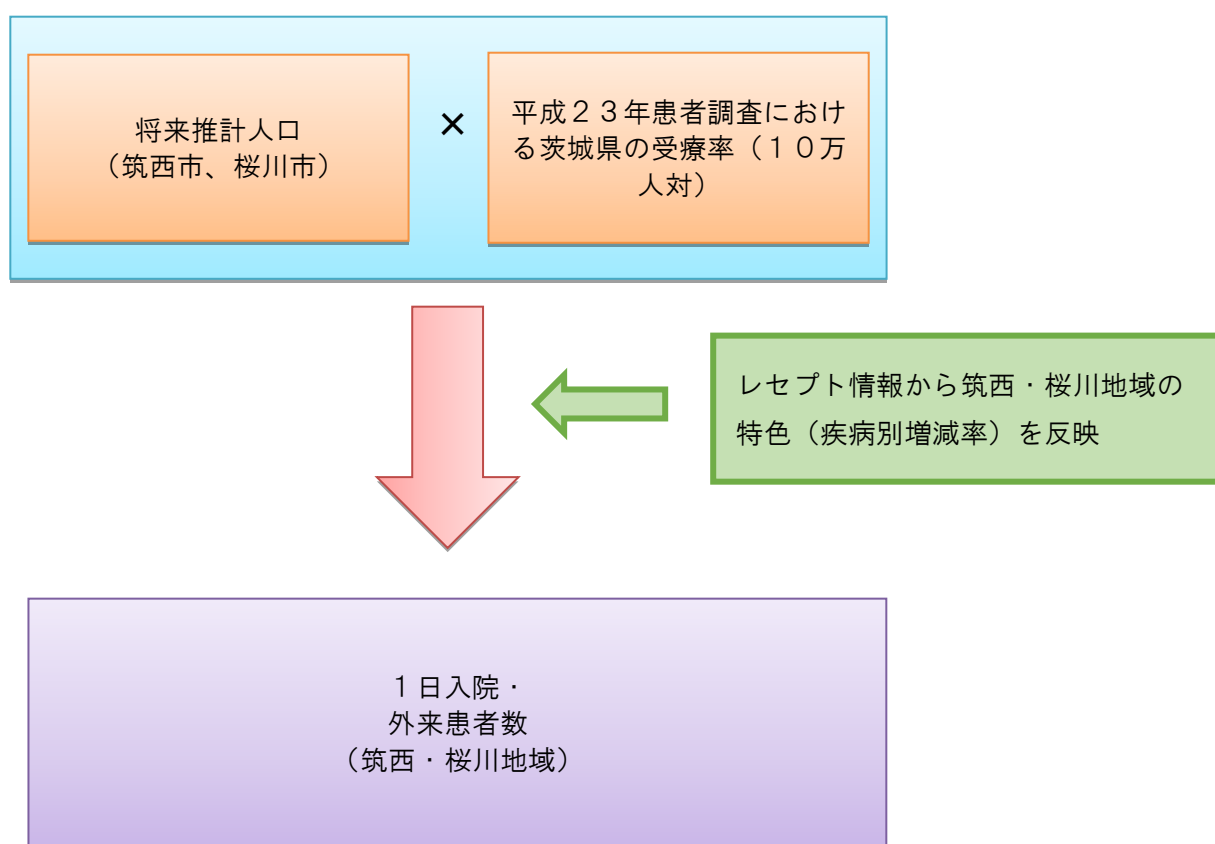 将来推計人口
（筑西市、桜川市）
×
平成２３年患者調査におけ
る茨城県の受療率（１０万
人対）
レセプト情報から筑西・桜川地域の
特色（疾病別増減率）を反映
１日入院・
外来患者数
（筑西・桜川地域）